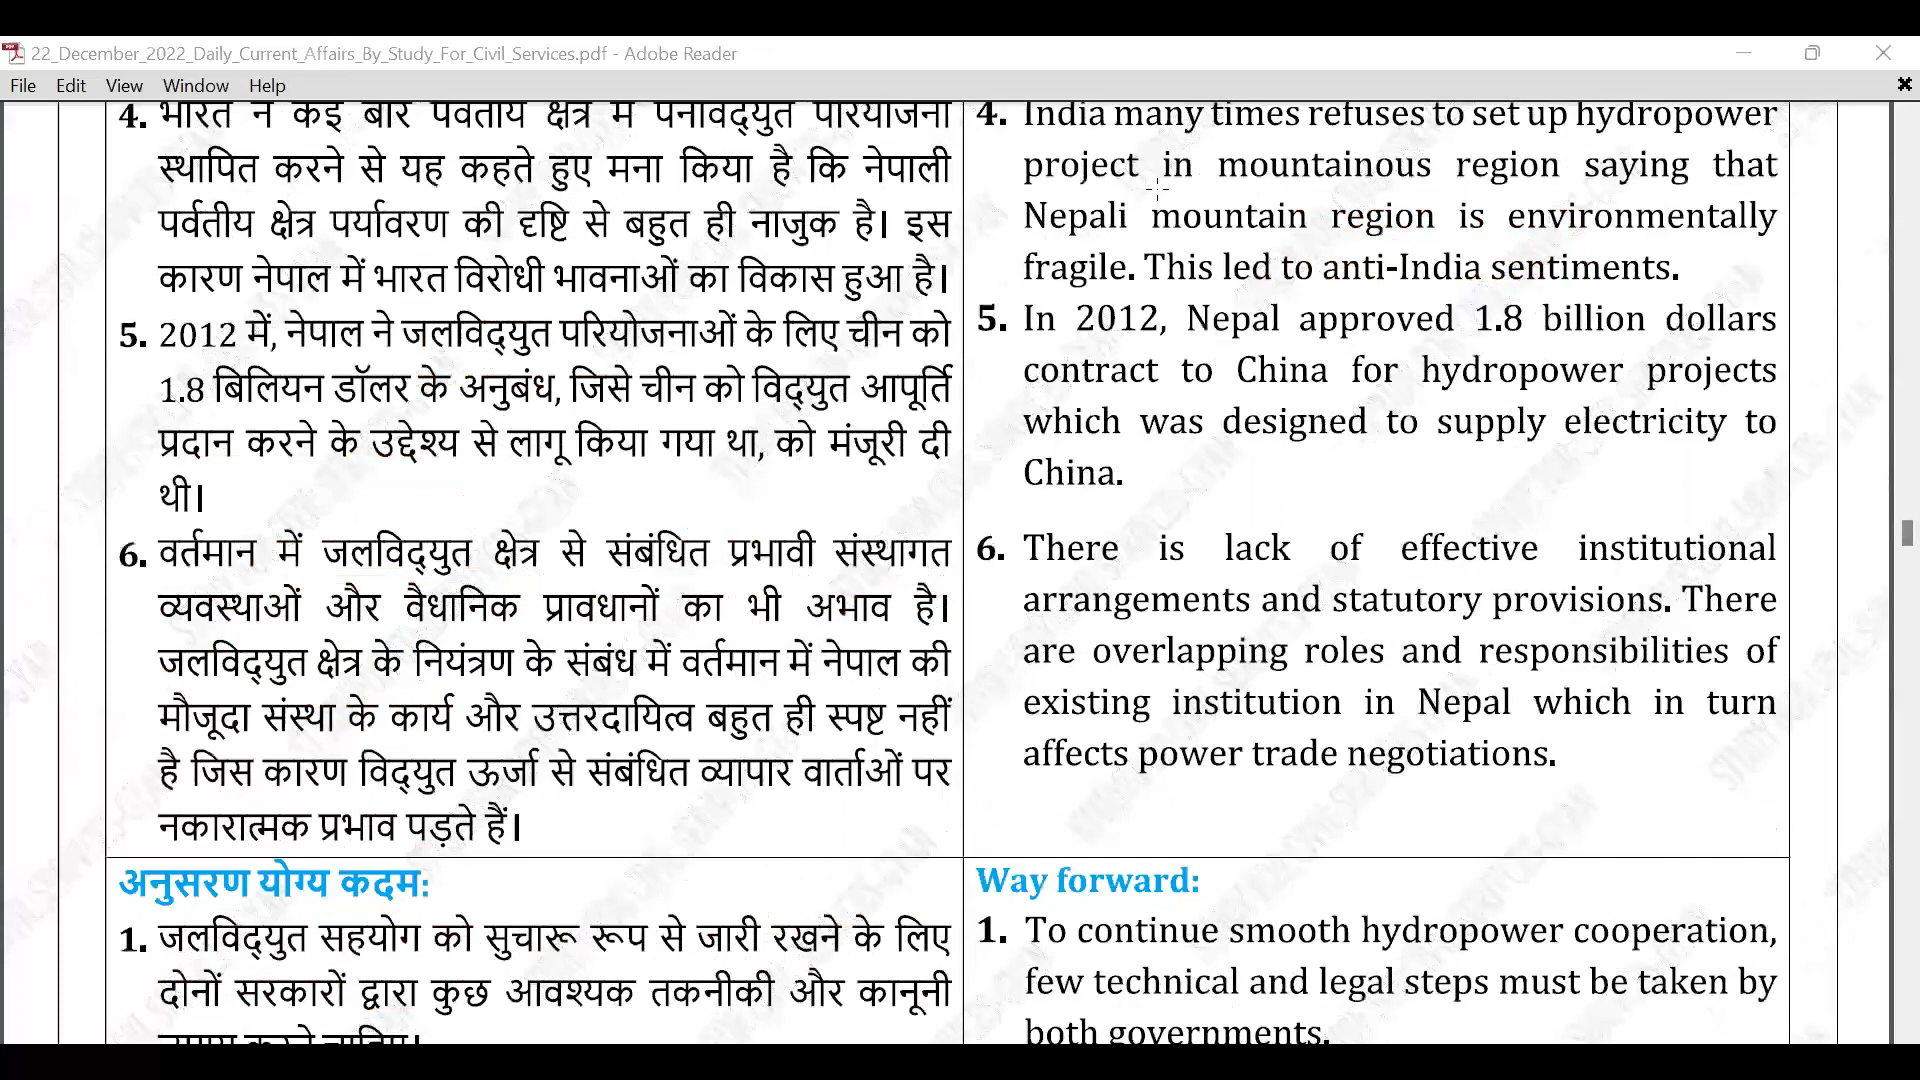 22_December_2022_Daily_Current_Affairs_By_Study_For_Civil_Services.pdf - Adobe Reader
File Edit View Window Help
4. भारत ने कई बार पर्वतीय क्षेत्र में पनविद्युत परियोजना
स्थापित करने से यह कहते हुए मना किया है कि नेपाली
पर्वतीय क्षेत्र पर्यावरण की दृष्टि से बहुत ही नाजुक है। इस
कारण नेपाल में भारत विरोधी भावनाओं का विकास हुआ है।
5. 2012 में, नेपाल ने जलविद्युत परियोजनाओं के लिए चीन को
1.8 बिलियन डॉलर के अनुबंध, जिसे चीन को विद्युत आपूर्ति
प्रदान करने के उद्देश्य से लागू किया गया था, को मंजूरी दी
थी।
6. वर्तमान में जलविद्युत क्षेत्र से संबंधित प्रभावी संस्थागत
व्यवस्थाओं और वैधानिक प्रावधानों का भी अभाव है।
जलविद्युत क्षेत्र के नियंत्रण के संबंध में वर्तमान में नेपाल की
मौजूदा संस्था के कार्य और उत्तरदायित्व बहुत ही स्पष्ट नहीं
है जिस कारण विद्युत ऊर्जा से संबंधित व्यापार वार्ताओं पर
नकारात्मक प्रभाव पड़ते हैं।
अनुसरण योग्य कदम:
1. जलविद्युत सहयोग को सुचारू रूप से जारी रखने के लिए
दोनों सरकारों द्वारा कुछ आवश्यक तकनीकी और कानूनी
4. India many times refuses to set up hydropower
project in mountainous region saying that
Nepali mountain region is environmentally
fragile. This led to anti-India sentiments.
5. In 2012, Nepal approved 1.8 billion dollars
contract to China for hydropower projects
which was designed to supply electricity to
China.
6. There is lack of effective institutional
arrangements and statutory provisions. There
are overlapping roles and responsibilities of
existing institution in Nepal which in turn
affects power trade negotiations.
Way forward:
1. To continue smooth hydropower cooperation,
few technical and legal steps must be taken by
both governments.